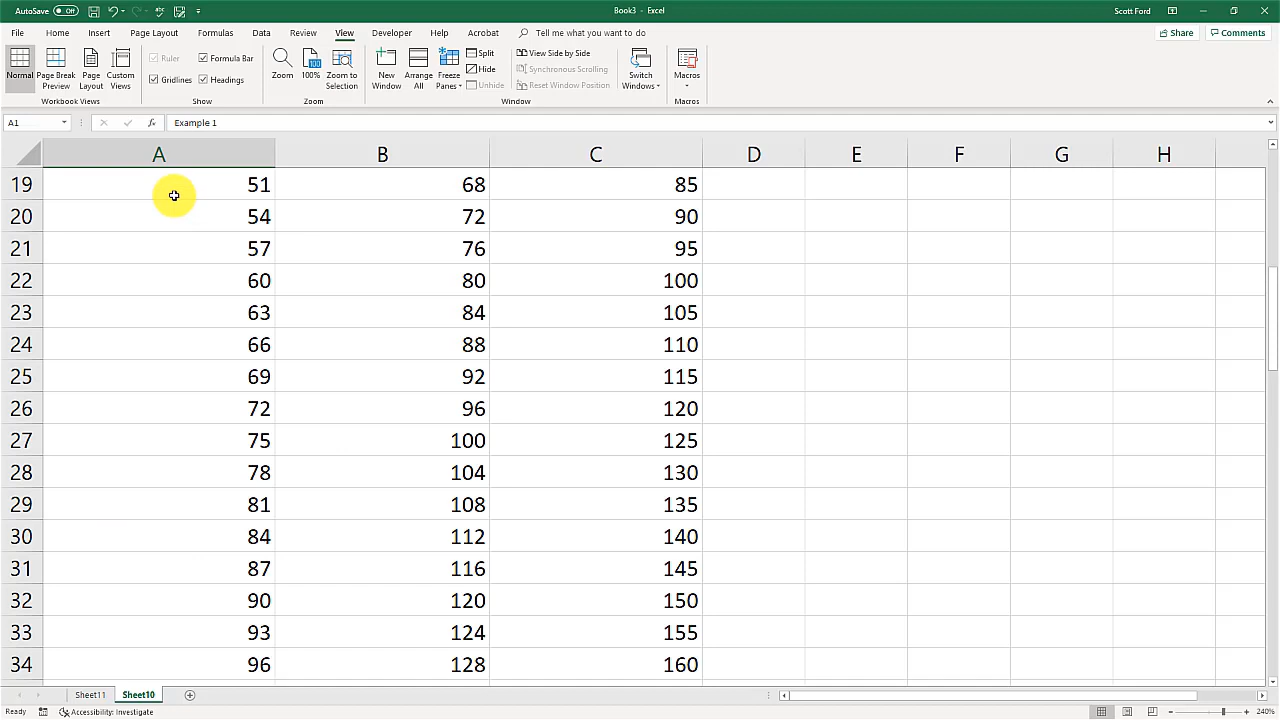 AutoSave Off Book3 - Excel Scott Ford
File Home Insert Page Layout Formulas Data Review View Developer Help Acrobat Tell me what you want to do Share Comments
Normal Page Break Preview Page Layout Custom Views
Ruler Formula Bar
Gridlines Headings
Zoom 100% Zoom to Selection
New Window Arrange All Freeze Panes
Split
Hide
Unhide
View Side by Side
Synchronous Scrolling
Reset Window Position
Switch Windows Macros
Workbook Views Show Zoom Window Macros
A1 fx Example 1
A B C D E F G H
19 51 68 85
20 54 72 90
21 57 76 95
22 60 80 100
23 63 84 105
24 66 88 110
25 69 92 115
26 72 96 120
27 75 100 125
28 78 104 130
29 81 108 135
30 84 112 140
31 87 116 145
32 90 120 150
33 93 124 155
34 96 128 160
Sheet11 Sheet10
Ready Accessibility: Investigate 240%